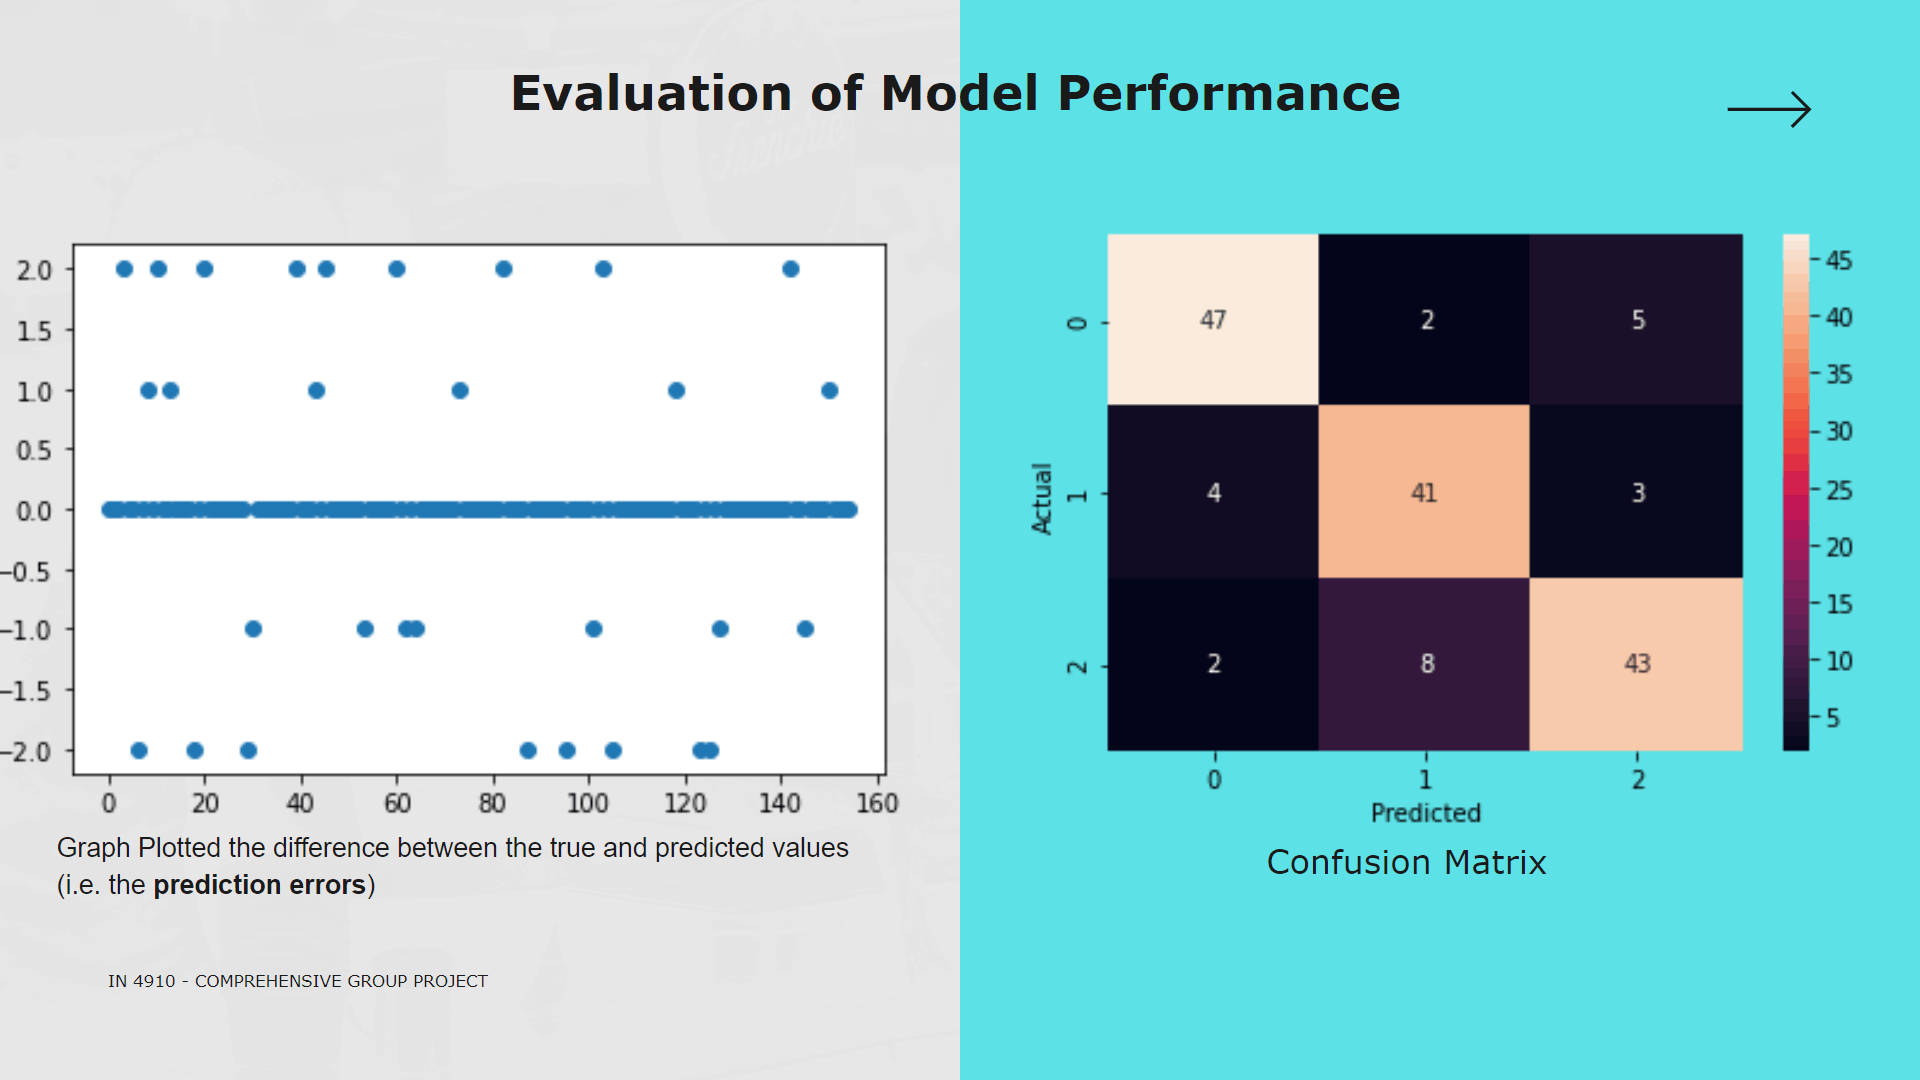 Evaluation of Model Performance
2.0
1.5
1.0
0.5
0.0
−0.5
−1.0
−1.5
−2.0
0 20 40 60 80 100 120 140 160
Graph Plotted the difference between the true and predicted values
(i.e. the prediction errors)
IN 4910 - COMPREHENSIVE GROUP PROJECT
Actual
0 47 2 5
1 4 41 3
2 2 8 43
0 1 2
Predicted
45
40
35
30
25
20
15
10
5
Confusion Matrix
Frenchie